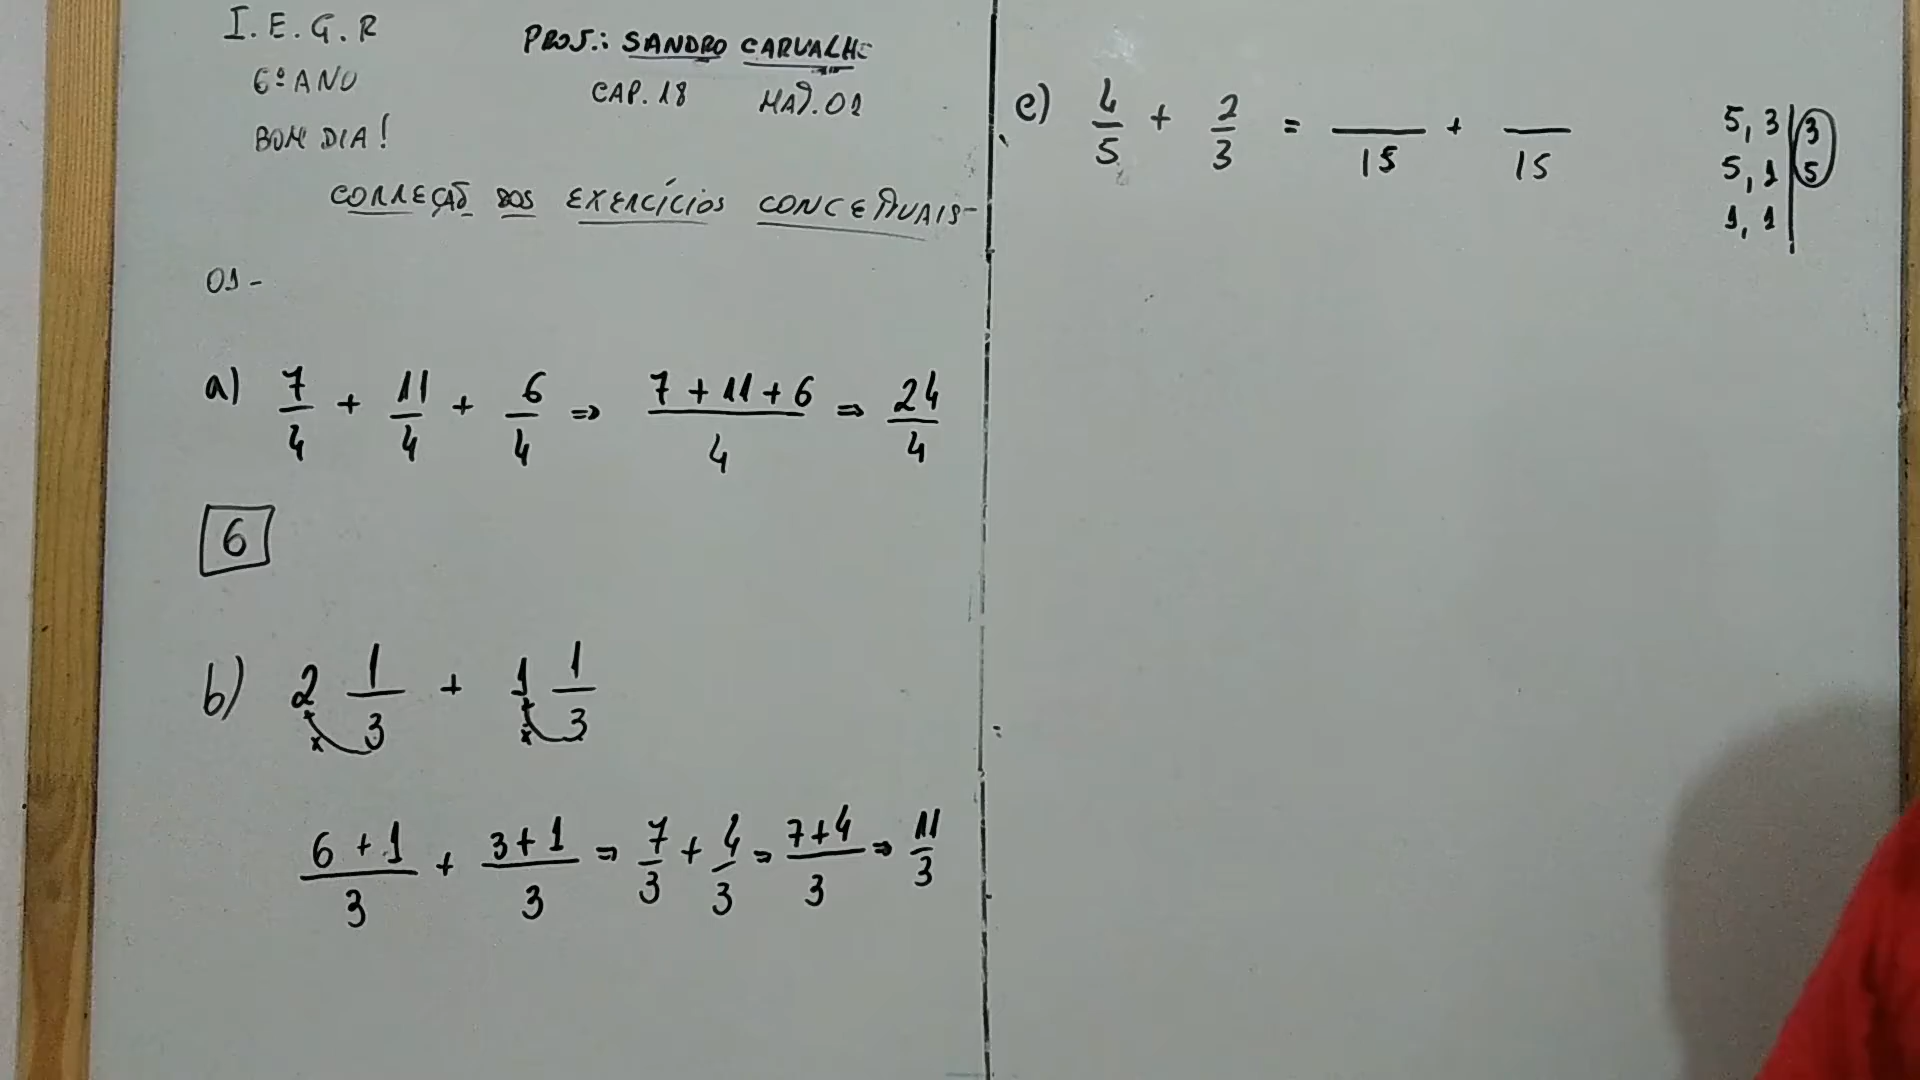 I.E.G.R
6º ANO
BOM DIA!
PROF.: SANDRO CARVALHO
CAP. 18 MAT. 01
CORREÇÃO DOS EXERCÍCIOS CONCEITUAIS-
01-
a) 7/4 + 11/4 + 6/4 => 7+11+6/4 => 24/4
6
b) 2 1/3 + 1 1/3
6+1/3 + 3+1/3 => 7/3 + 4/3 => 7+4/3 => 11/3
c) 4/5 + 2/3 = /15 + /15
5, 3 | 3
5, 1 | 5
1, 1 |